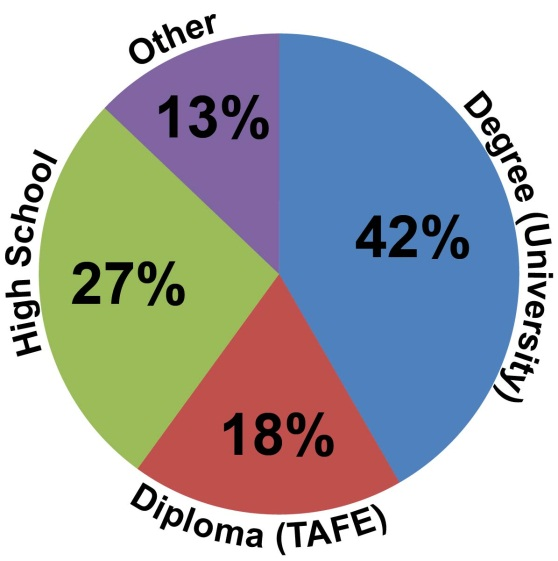 Other
13%
Degree (University)
42%
High School
27%
18%
Diploma (TAFE)